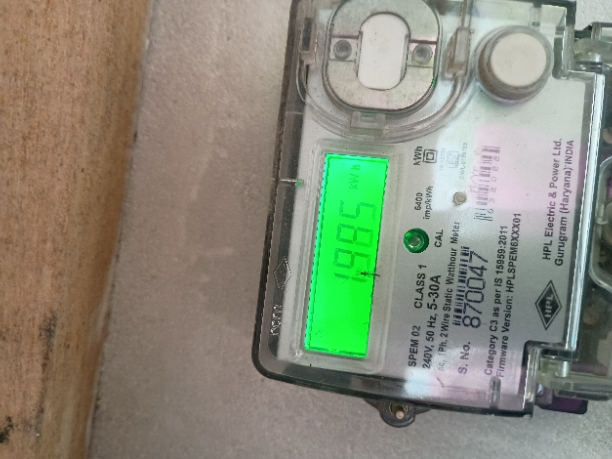 1985 kWh
6400 imp/kWh
kWh
CAL
SPEM 02 CLASS 1
240V, 50 Hz, 5-30A
1Ph, 2 Wire Static Watthour Meter
S. No. 870047
Category C3 as per IS 15959:2011
Firmware Version: HPLSPEM6XXX01
HPL
HPL Electric & Power Ltd.
Gurugram (Haryana) INDIA